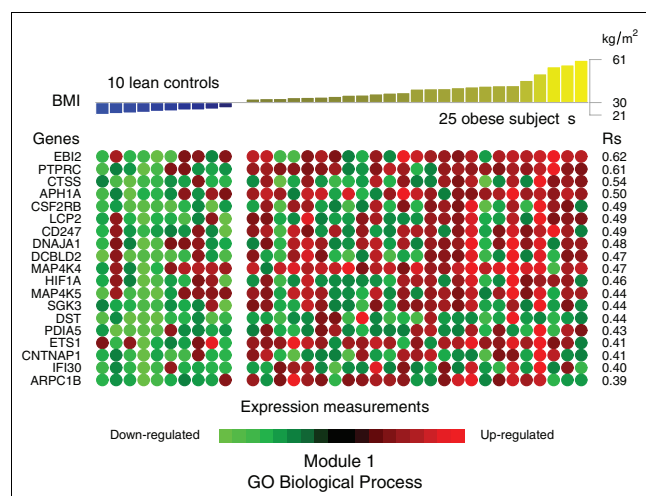 kg/m²
61
10 lean controls
BMI
30
25 obese subject s
21
Genes Rs
EBI2 0.62
PTPRC 0.61
CTSS 0.54
APH1A 0.50
CSF2RB 0.49
LCP2 0.49
CD247 0.49
DNAJA1 0.48
DCBLD2 0.47
MAP4K4 0.47
HIF1A 0.46
MAP4K5 0.44
SGK3 0.44
DST 0.44
PDIA5 0.43
ETS1 0.41
CNTNAP1 0.41
IFI30 0.40
ARPC1B 0.39
Expression measurements
Down-regulated Up-regulated
Module 1
GO Biological Process